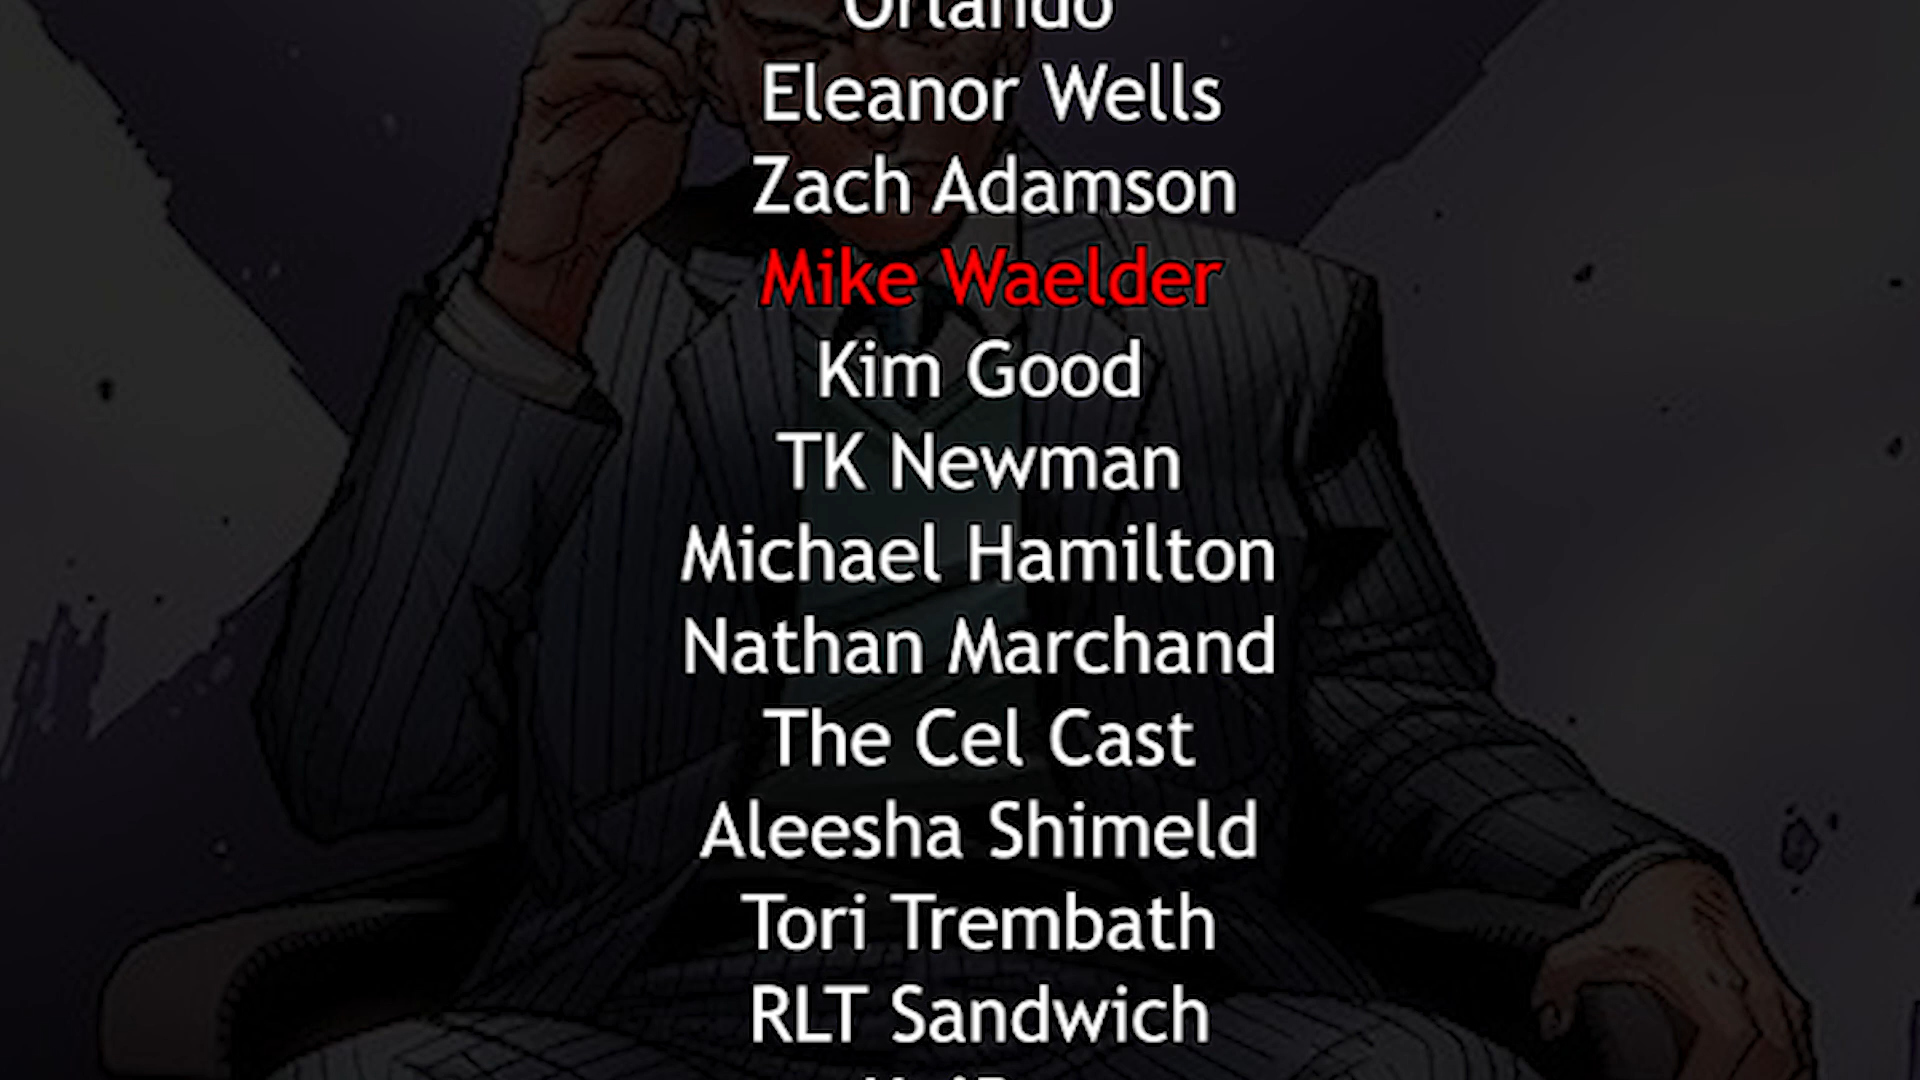 Orlando
Eleanor Wells
Zach Adamson
Mike Waelder
Kim Good
TK Newman
Michael Hamilton
Nathan Marchand
The Cel Cast
Aleesha Shimeld
Tori Trembath
RLT Sandwich